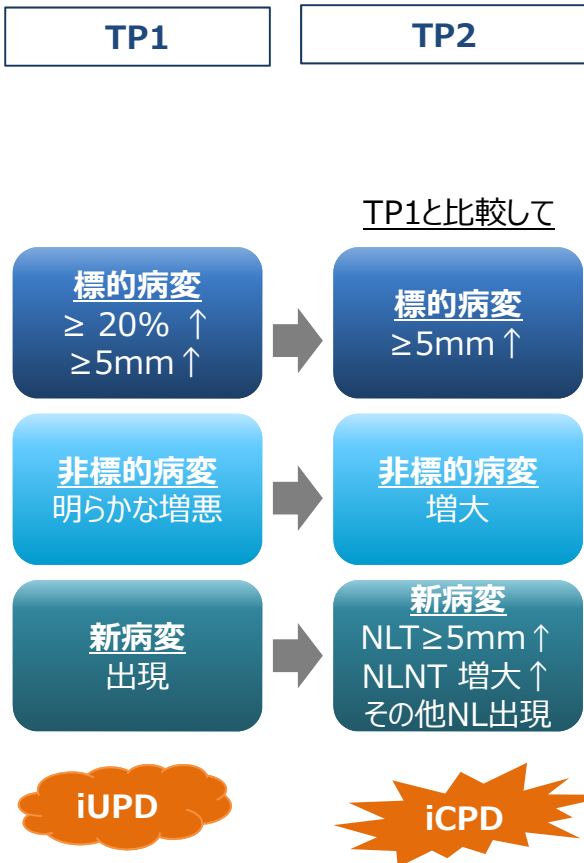 TP1
TP2
TP1と比較して
標的病変
≥ 20% ↑
≥5mm↑
標的病変
≥5mm↑
非標的病変
明らかな増悪
非標的病変
増大
新病変
出現
新病変
NLT≥5mm↑
NLNT 増大↑
その他NL出現
iUPD
iCPD